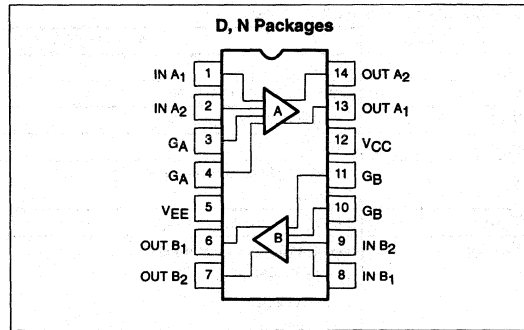 D, N Packages
IN A1 1 14 OUT A2
IN A2 2 13 OUT A1
A
GA 3 12 VCC
GA 4 11 GB
VEE 5 10 GB
OUT B1 6 9 IN B2
B
OUT B2 7 8 IN B1